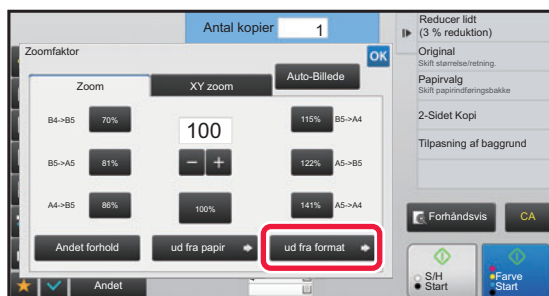 Antal kopier 1
Zoomfaktor
OK
Zoom
XY zoom
Auto-Billede
B4->B5 70%
100
115% B5->A4
B5->A5 81%
− +
122% A5->B5
A4->B5 86%
100%
141% A5->A4
Andet forhold
ud fra papir
ud fra format
Andet
Reducer lidt
(3 % reduktion)
Original
Skift størrelse/retning.
Papirvalg
Skift papirindføringsbakke
2-Sidet Kopi
Tilpasning af baggrund
Forhåndsvis
CA
S/H
Start
Farve
Start